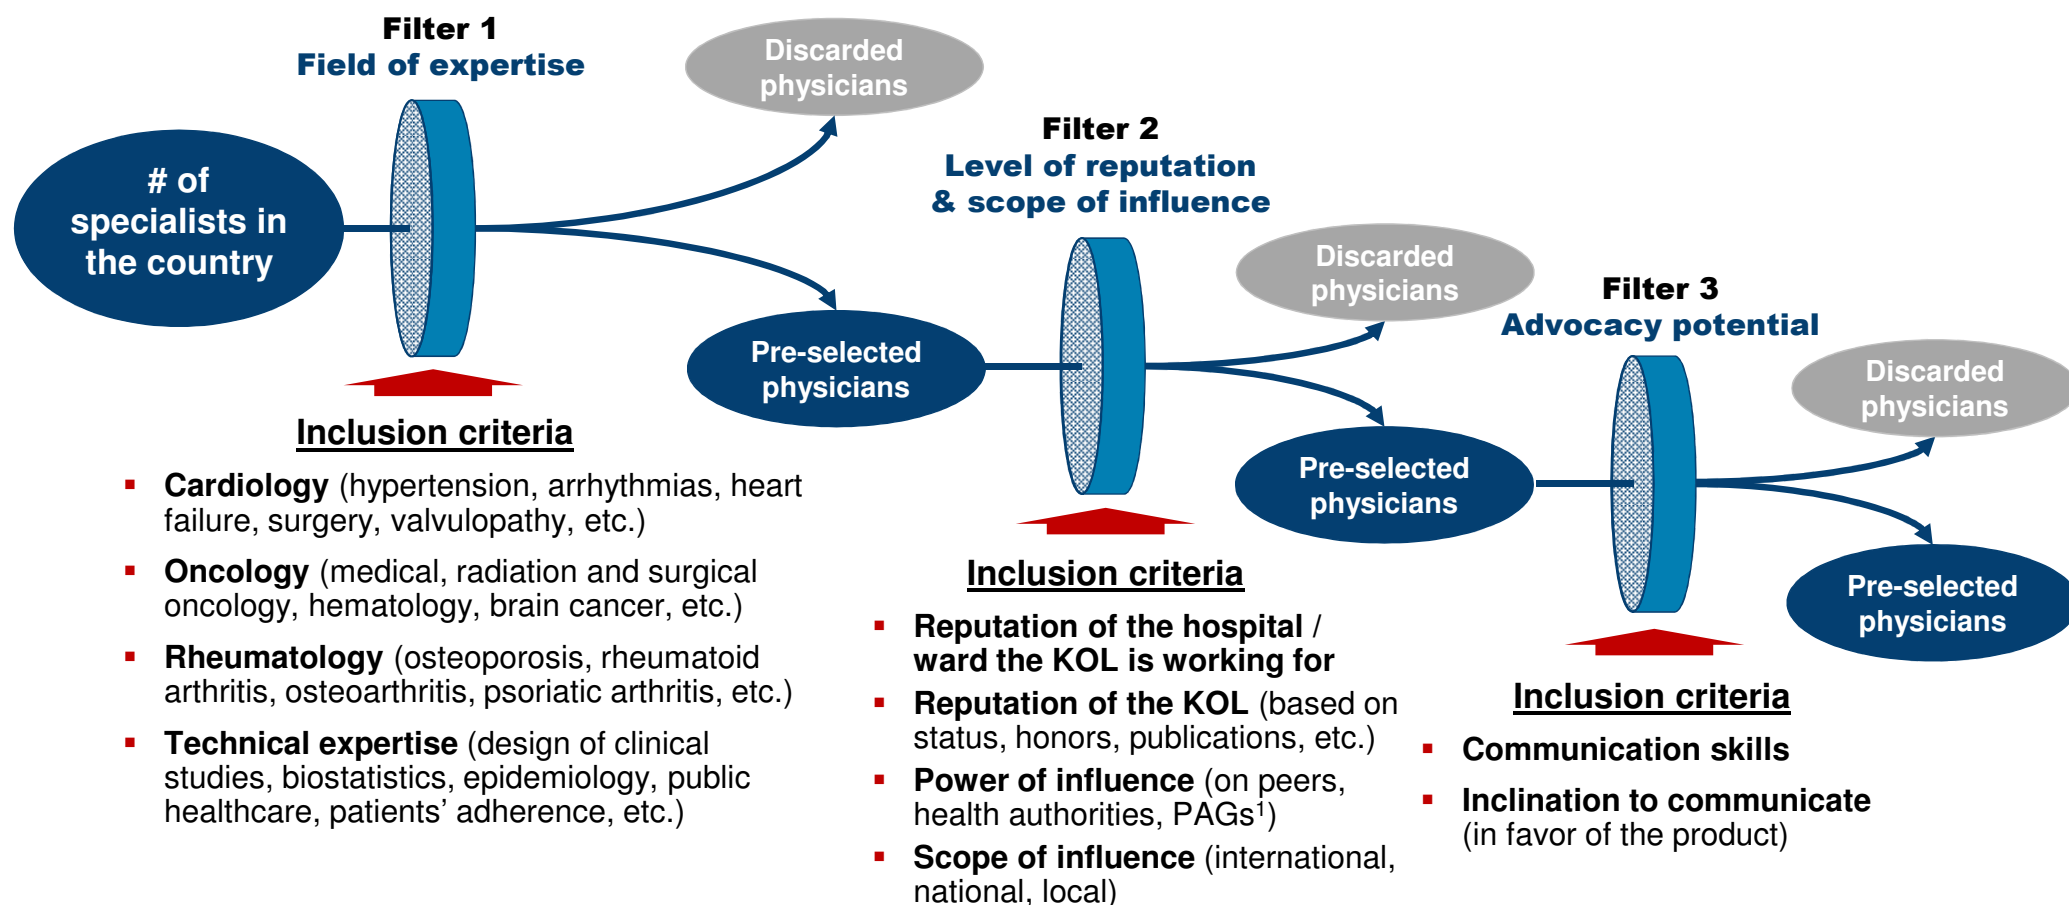 Filter 1
Field of expertise
Discarded
physicians
# of
specialists in
the country
Filter 2
Level of reputation
& scope of influence
Pre-selected
physicians
Discarded
physicians
Filter 3
Advocacy potential
Pre-selected
physicians
Discarded
physicians
Pre-selected
physicians
Inclusion criteria
▪ Cardiology (hypertension, arrhythmias, heart
failure, surgery, valvulopathy, etc.)
▪ Oncology (medical, radiation and surgical
oncology, hematology, brain cancer, etc.)
▪ Rheumatology (osteoporosis, rheumatoid
arthritis, osteoarthritis, psoriatic arthritis, etc.)
▪ Technical expertise (design of clinical
studies, biostatistics, epidemiology, public
healthcare, patients’ adherence, etc.)
Inclusion criteria
▪ Reputation of the hospital /
ward the KOL is working for
▪ Reputation of the KOL (based on
status, honors, publications, etc.)
▪ Power of influence (on peers,
health authorities, PAGs¹)
▪ Scope of influence (international,
national, local)
Inclusion criteria
▪ Communication skills
▪ Inclination to communicate
(in favor of the product)